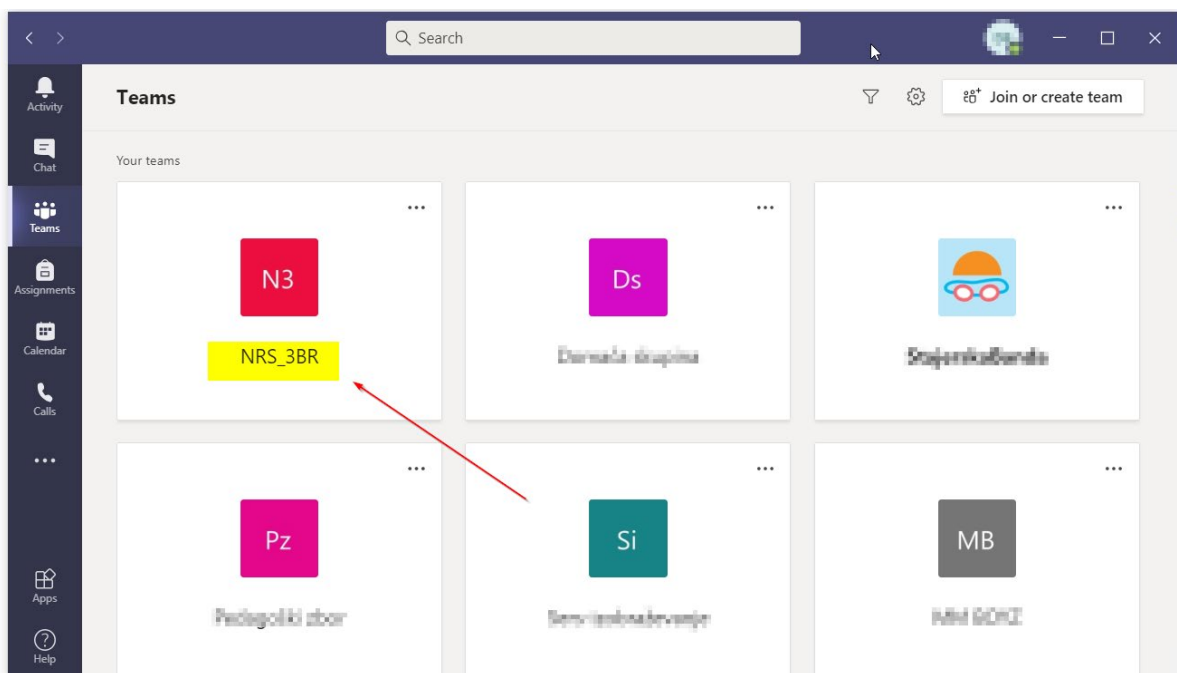 Search
Activity
Chat
Teams
Assignments
Calendar
Calls
Apps
Help
Teams
Join or create team
Your teams
N3
NRS_3BR
Ds
Pz
Si
MB